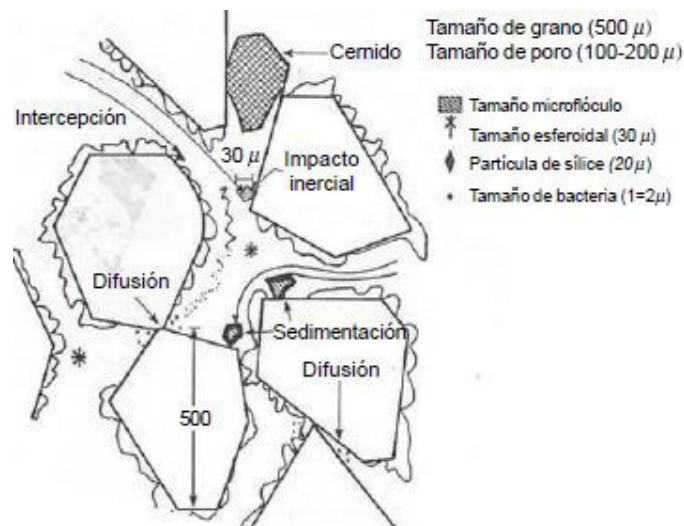 Tamaño de grano (500 μ)
Tamaño de poro (100-200 μ)
Cernido
Tamaño microflóculo
Tamaño esferoidal (30 μ)
Partícula de sílice (20μ)
Tamaño de bacteria (1=2μ)
Intercepción
30 μ
Impacto
inercial
Difusión
Sedimentación
Difusión
500